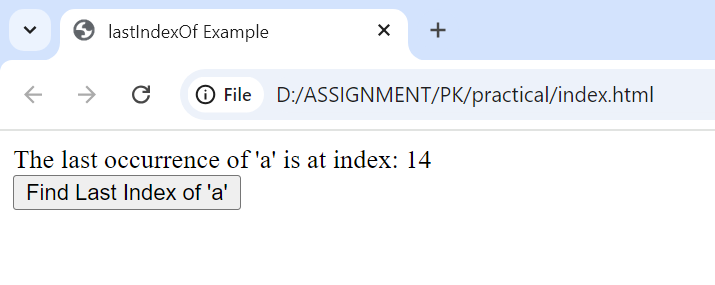 lastIndexOf Example
File D:/ASSIGNMENT/PK/practical/index.html
The last occurrence of 'a' is at index: 14
Find Last Index of 'a'